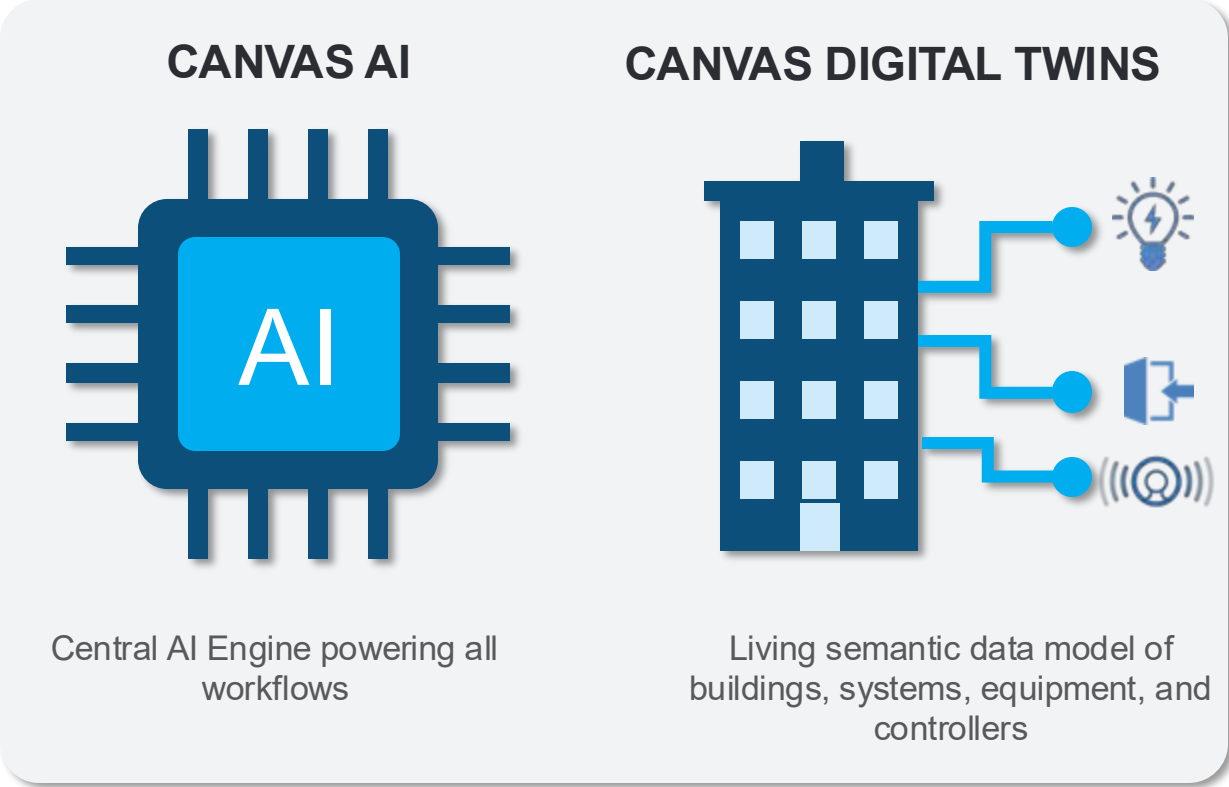 CANVAS AI
CANVAS DIGITAL TWINS
AI
Central AI Engine powering all
workflows
Living semantic data model of
buildings, systems, equipment, and
controllers